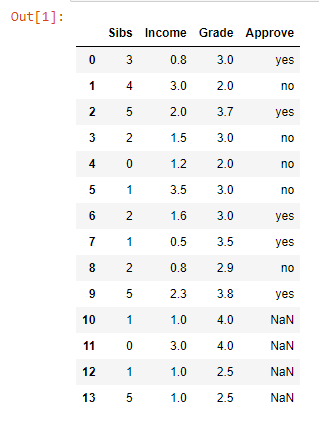 Out[1]:
Sibs Income Grade Approve
0 3 0.8 3.0 yes
1 4 3.0 2.0 no
2 5 2.0 3.7 yes
3 2 1.5 3.0 no
4 0 1.2 2.0 no
5 1 3.5 3.0 no
6 2 1.6 3.0 yes
7 1 0.5 3.5 yes
8 2 0.8 2.9 no
9 5 2.3 3.8 yes
10 1 1.0 4.0 NaN
11 0 3.0 4.0 NaN
12 1 1.0 2.5 NaN
13 5 1.0 2.5 NaN